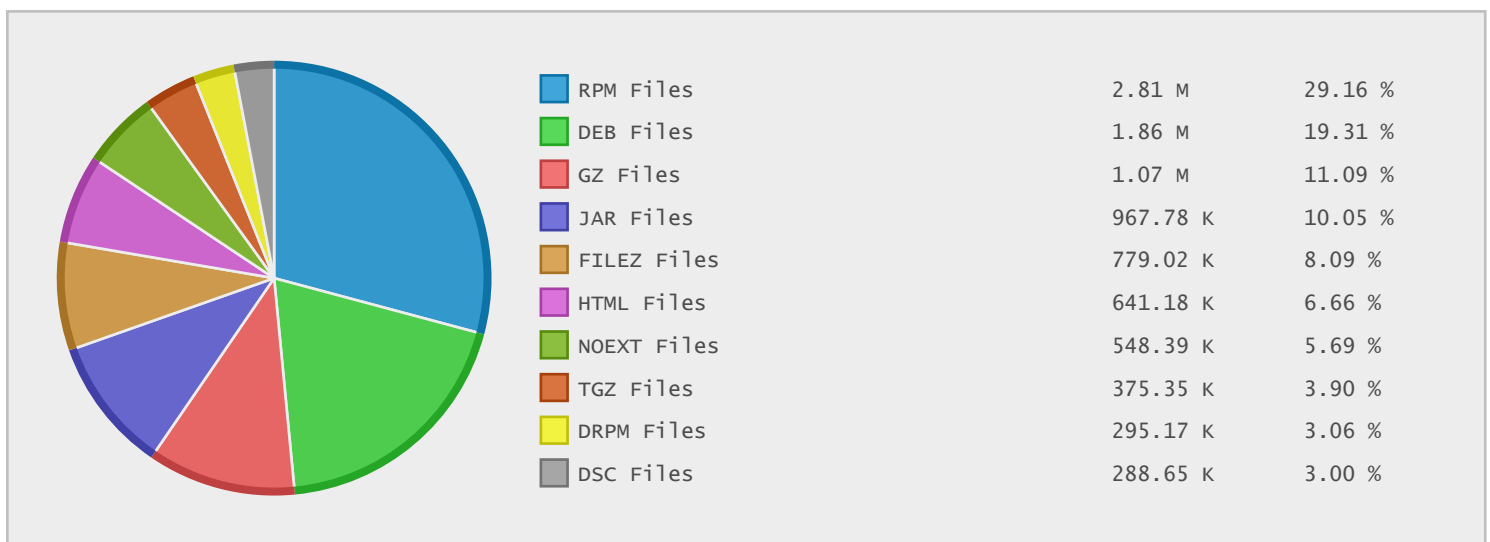 RPM Files 2.81 M 29.16 %
DEB Files 1.86 M 19.31 %
GZ Files 1.07 M 11.09 %
JAR Files 967.78 K 10.05 %
FILEZ Files 779.02 K 8.09 %
HTML Files 641.18 K 6.66 %
NOEXT Files 548.39 K 5.69 %
TGZ Files 375.35 K 3.90 %
DRPM Files 295.17 K 3.06 %
DSC Files 288.65 K 3.00 %